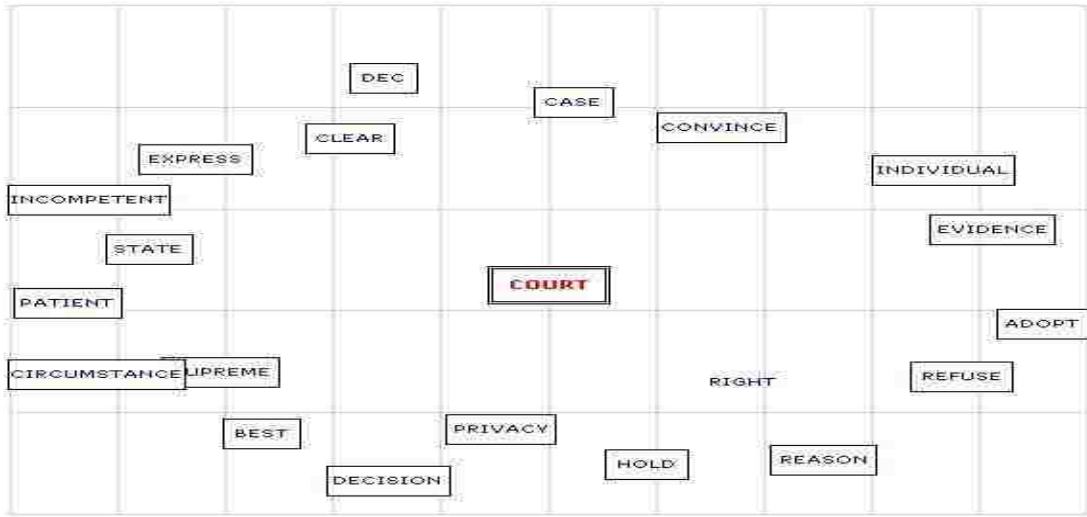 DEC
CASE
CONVINCE
CLEAR
EXPRESS
INDIVIDUAL
INCOMPETENT
EVIDENCE
STATE
COURT
PATIENT
ADOPT
CIRCUMSTANCE UPREME
RIGHT
REFUSE
BEST
PRIVACY
HOLD
REASON
DECISION